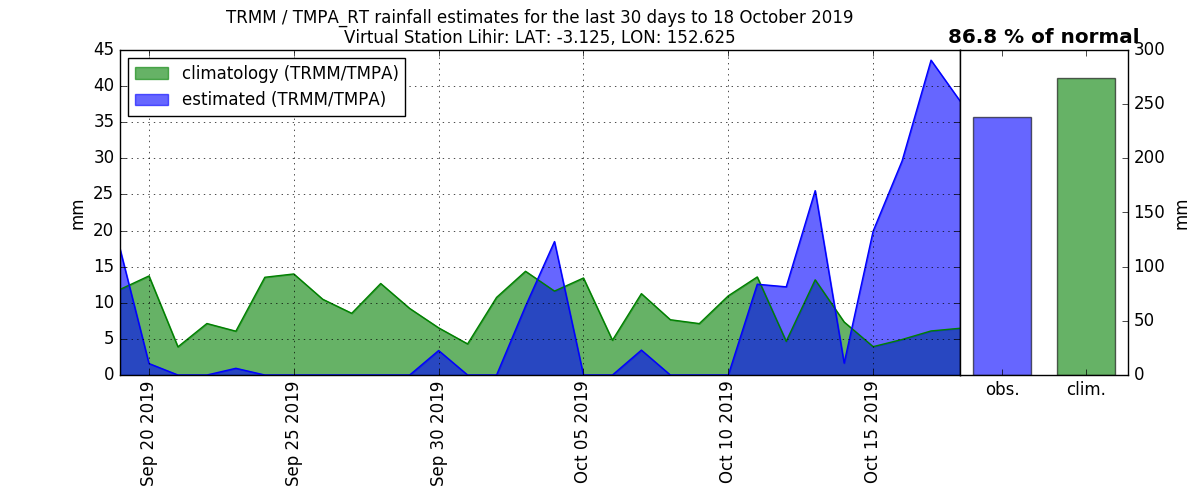 TRMM / TMPA_RT rainfall estimates for the last 30 days to 18 October 2019
Virtual Station Lihir: LAT: -3.125, LON: 152.625
86.8 % of normal
climatology (TRMM/TMPA)
estimated (TRMM/TMPA)
mm
45
40
35
30
25
20
15
10
5
0
Sep 20 2019
Sep 25 2019
Sep 30 2019
Oct 05 2019
Oct 10 2019
Oct 15 2019
obs.
clim.
300
250
200
150
100
50
0
mm